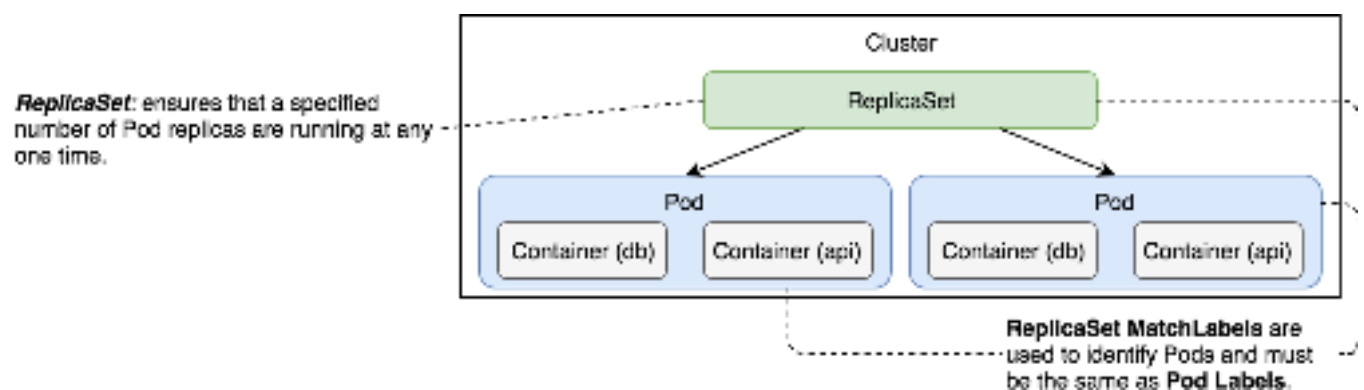 Cluster
ReplicaSet
ReplicaSet: ensures that a specified
number of Pod replicas are running at any
one time.
Pod
Pod
Container (db)
Container (api)
Container (db)
Container (api)
ReplicaSet MatchLabels are
used to identify Pods and must
be the same as Pod Labels.